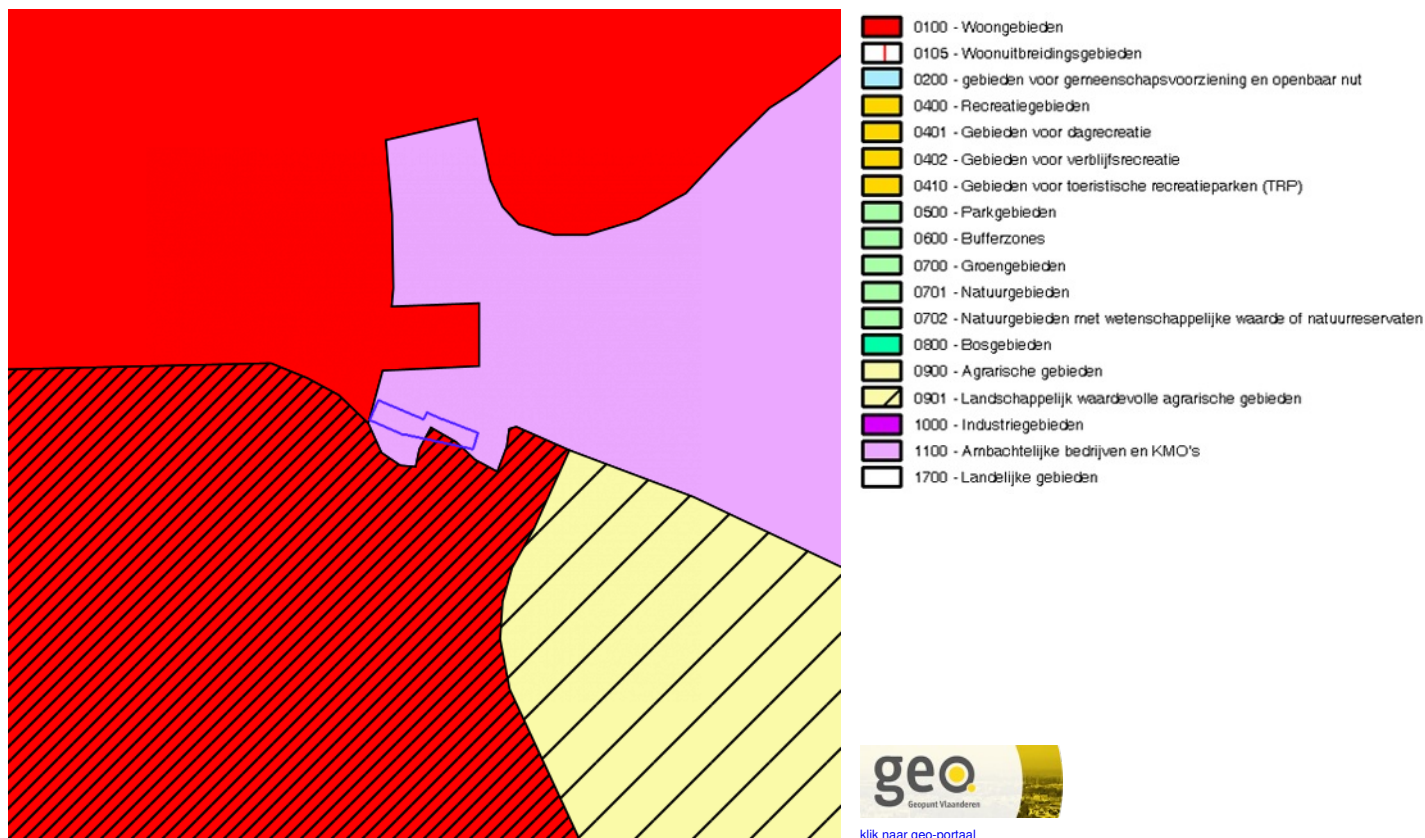 0100 - Woongebieden
0105 - Woonuitbreidingsgebieden
0200 - gebieden voor gemeenschapsvoorziening en openbaar nut
0400 - Recreatiegebieden
0401 - Gebieden voor dagrecreatie
0402 - Gebieden voor verblijfsrecreatie
0410 - Gebieden voor toeristische recreatieparken (TRP)
0500 - Parkgebieden
0600 - Bufferzones
0700 - Groengebieden
0701 - Natuurgebieden
0702 - Natuurgebieden met wetenschappelijke waarde of natuurreservaten
0800 - Bosgebieden
0900 - Agrarische gebieden
0901 - Landschappelijk waardevolle agrarische gebieden
1000 - Industriegebieden
1100 - Ambachtelijke bedrijven en KMO's
1700 - Landelijke gebieden
geo.
Geopunt Vlaanderen
klik naar geo-portaal